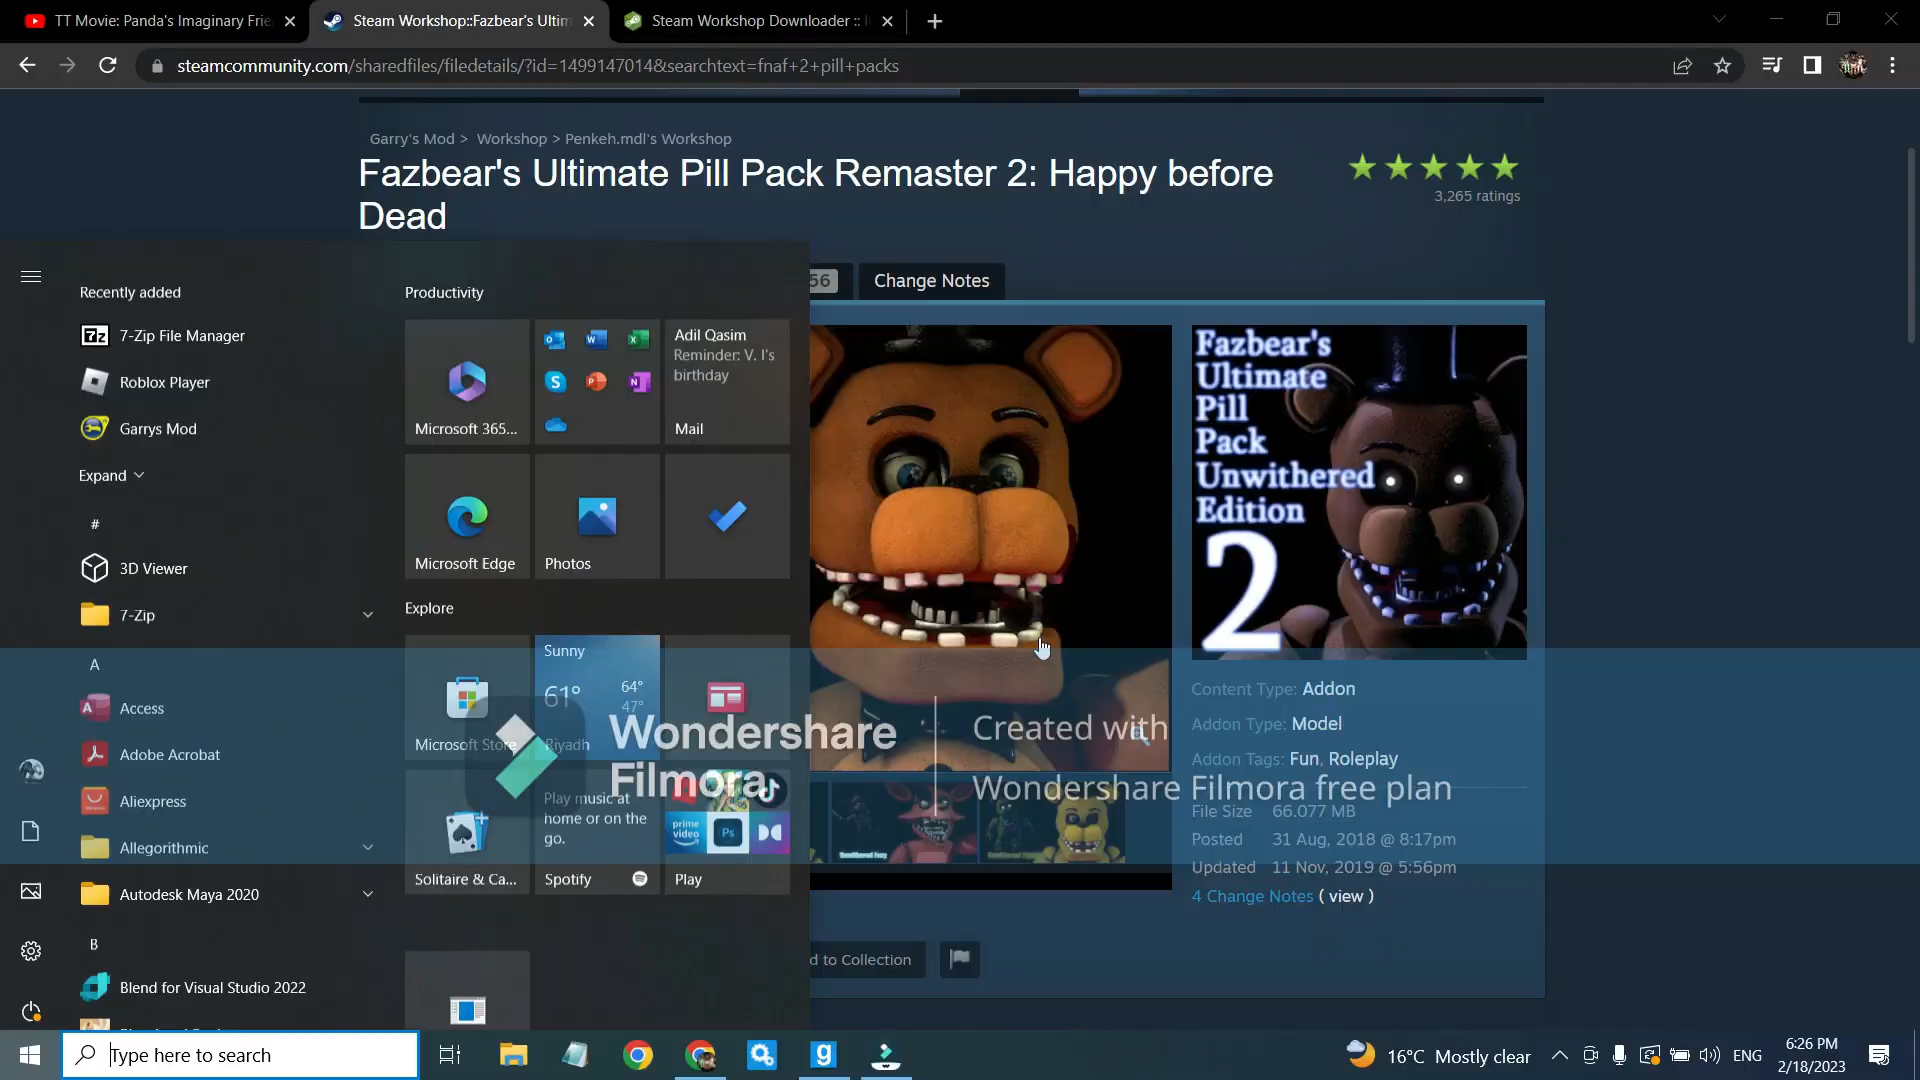 TT Movie: Panda's Imaginary Frie
Steam Workshop::Fazbear's Ultim
Steam Workshop Downloader ::
steamcommunity.com/sharedfiles/filedetails/?id=1499147014&searchtext=fnaf+2+pill+packs
Garry's Mod > Workshop > Penkeh.mdl's Workshop
Fazbear's Ultimate Pill Pack Remaster 2: Happy before
Dead
3,265 ratings
56
Change Notes
Recently added
7-Zip File Manager
Roblox Player
Garrys Mod
Expand
#
3D Viewer
7-Zip
A
Access
Adobe Acrobat
Aliexpress
Allegorithmic
Autodesk Maya 2020
B
Blend for Visual Studio 2022
Productivity
Microsoft 365...
Adil Qasim
Reminder: V. I's
birthday
Mail
Microsoft Edge
Photos
Explore
Microsoft Store
Sunny
61°
64°
47°
Riyadh
Solitaire & Ca...
Play music at
home or on the
go.
Spotify
prime
video
Ps
Play
Fazbear's
Ultimate
Pill
Pack
Unwithered
Edition
2
Content Type: Addon
Addon Type: Model
Addon Tags: Fun, Roleplay
File Size 66.077 MB
Posted 31 Aug, 2018 @ 8:17pm
Updated 11 Nov, 2019 @ 5:56pm
4 Change Notes ( view )
d to Collection
Wondershare
Filmora
Created with
Wondershare Filmora free plan
Type here to search
16°C Mostly clear
ENG
6:26 PM
2/18/2023